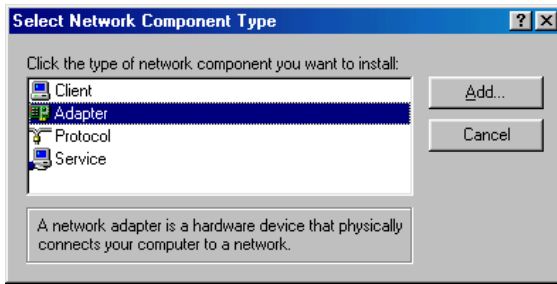 Select Network Component Type
Click the type of network component you want to install:
Client
Adapter
Protocol
Service
Add...
Cancel
A network adapter is a hardware device that physically
connects your computer to a network.